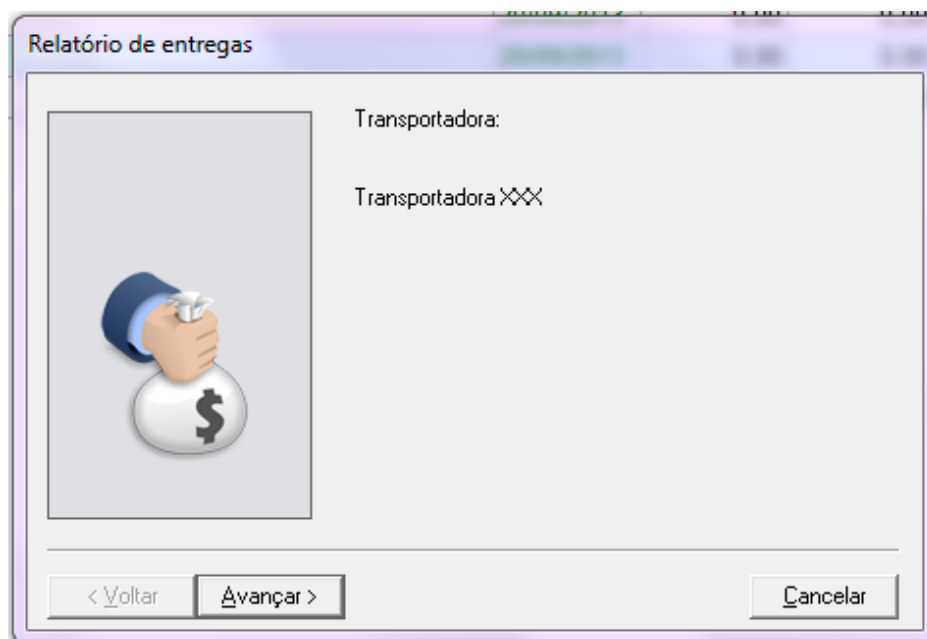 Relatório de entregas
Transportadora:
Transportadora XXX
$
< Voltar
Avançar >
Cancelar